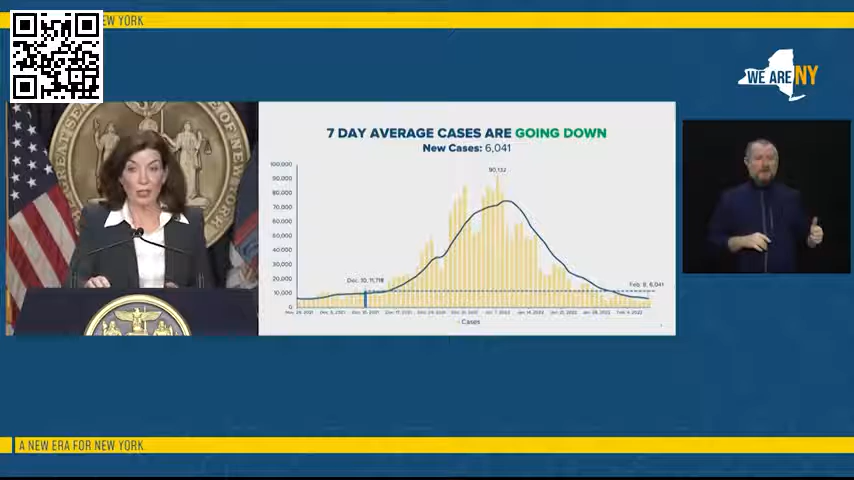 EW YORK
WE ARE NY
7 DAY AVERAGE CASES ARE GOING DOWN
New Cases: 6,041
100,000
90,132
90,000
80,000
70,000
60,000
50,000
40,000
30,000
20,000
Dec. 10, 11,718
Feb. 8, 6,041
10,000
0
Cases
A NEW ERA FOR NEW YORK